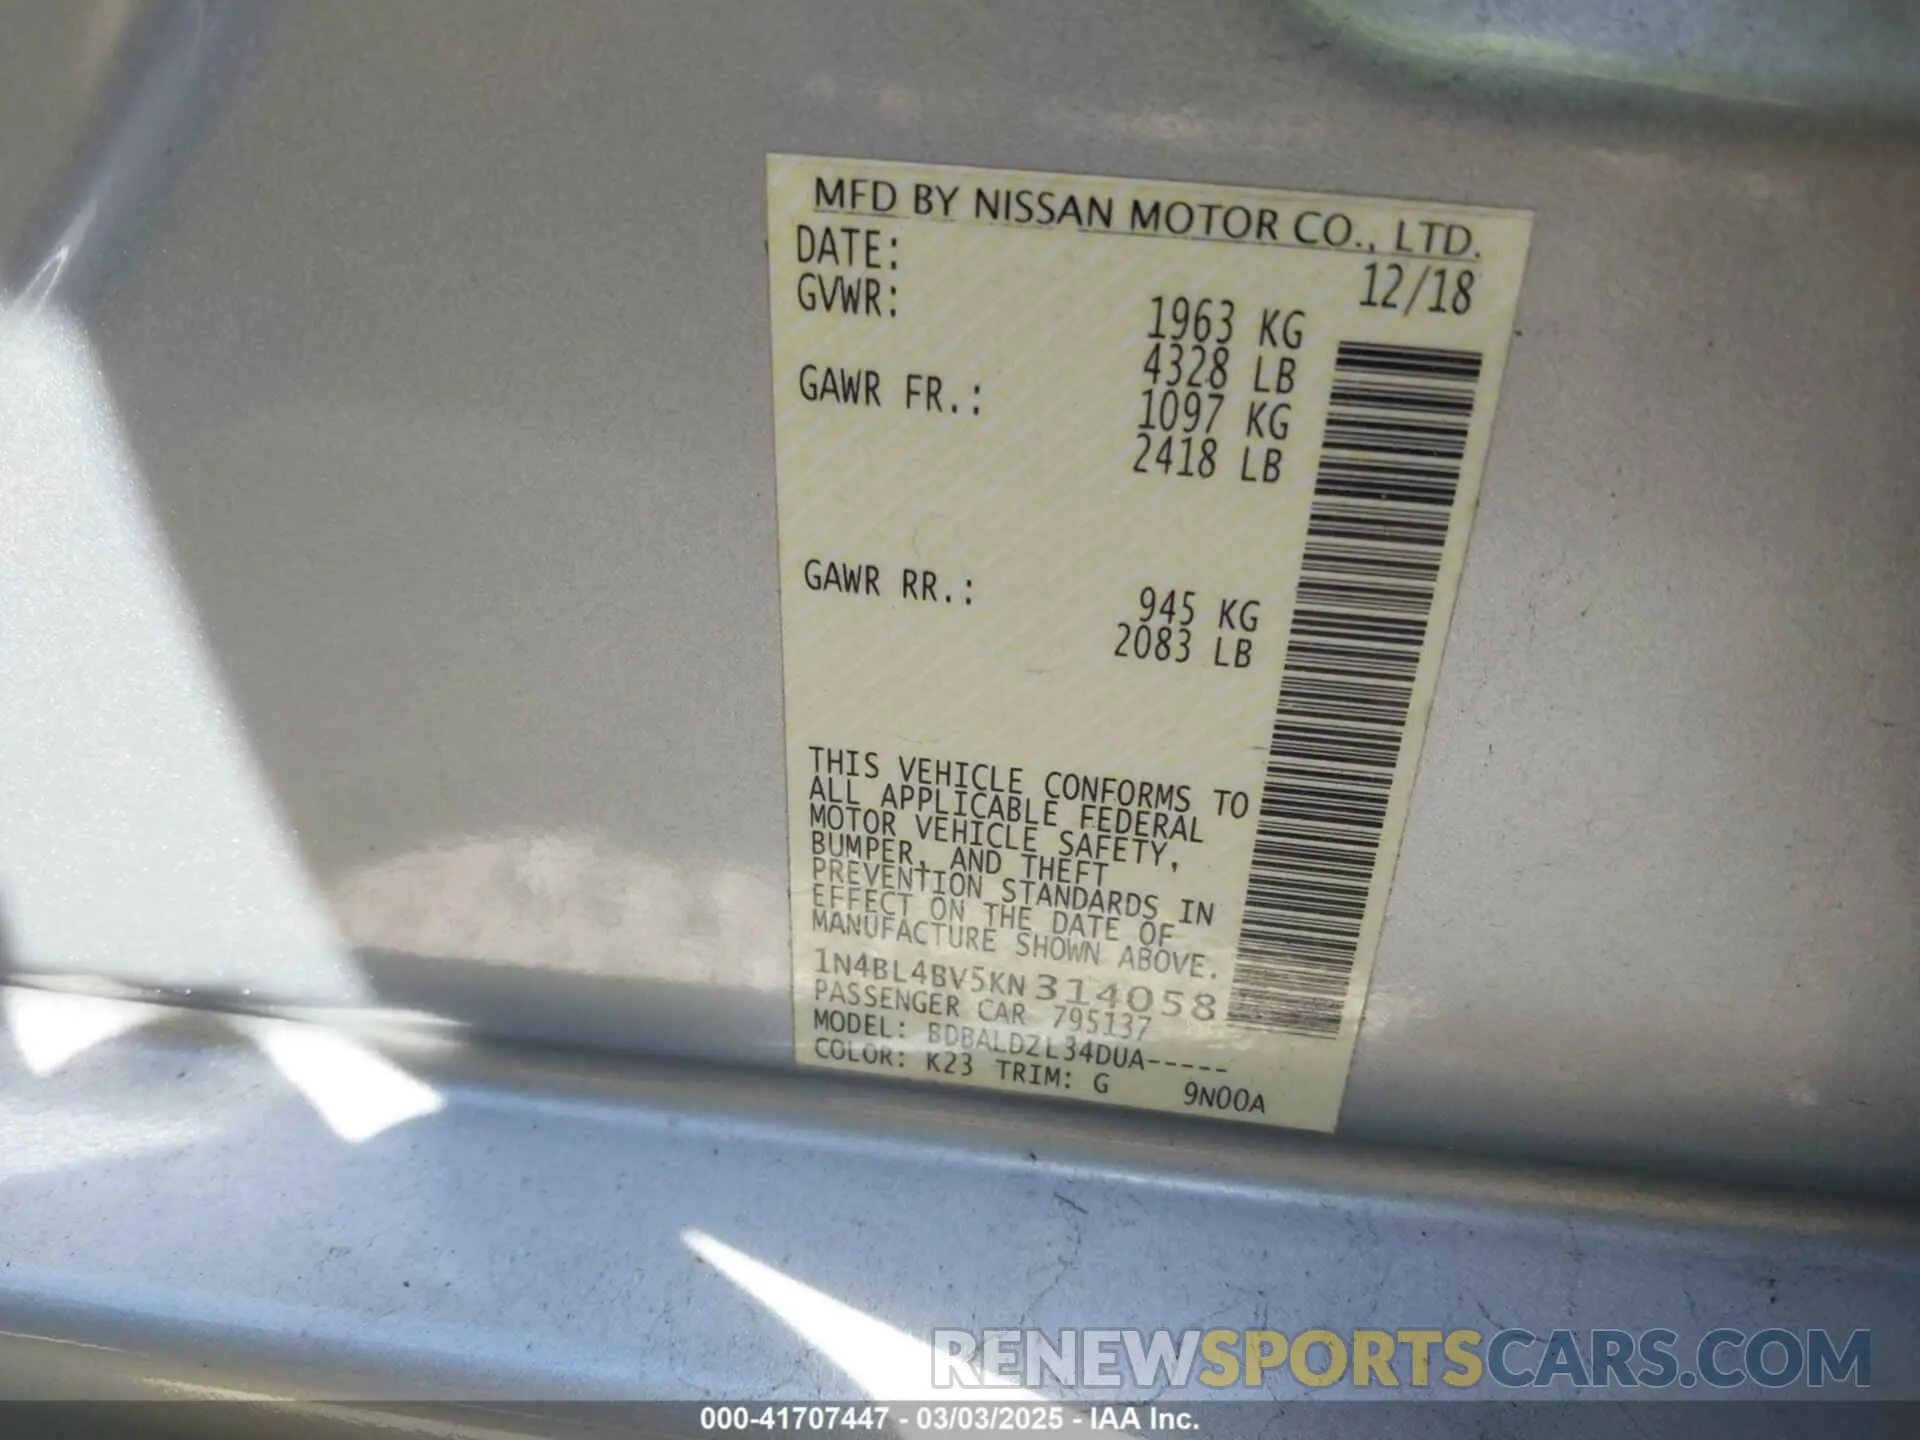 MFD BY NISSAN MOTOR CO., LTD.
DATE: 12/18
GVWR: 1963 KG
4328 LB
GAWR FR.: 1097 KG
2418 LB
GAWR RR.: 945 KG
2083 LB
THIS VEHICLE CONFORMS TO
ALL APPLICABLE FEDERAL
MOTOR VEHICLE SAFETY,
BUMPER, AND THEFT
PREVENTION STANDARDS IN
EFFECT ON THE DATE OF
MANUFACTURE SHOWN ABOVE.
1N4BL4BV5KN314058
PASSENGER CAR 795137
MODEL: BDBALDZL34DUA-----
COLOR: K23 TRIM: G 9N00A
RENEWSPORTSCARS.COM
000-41707447 - 03/03/2025 - IAA Inc.